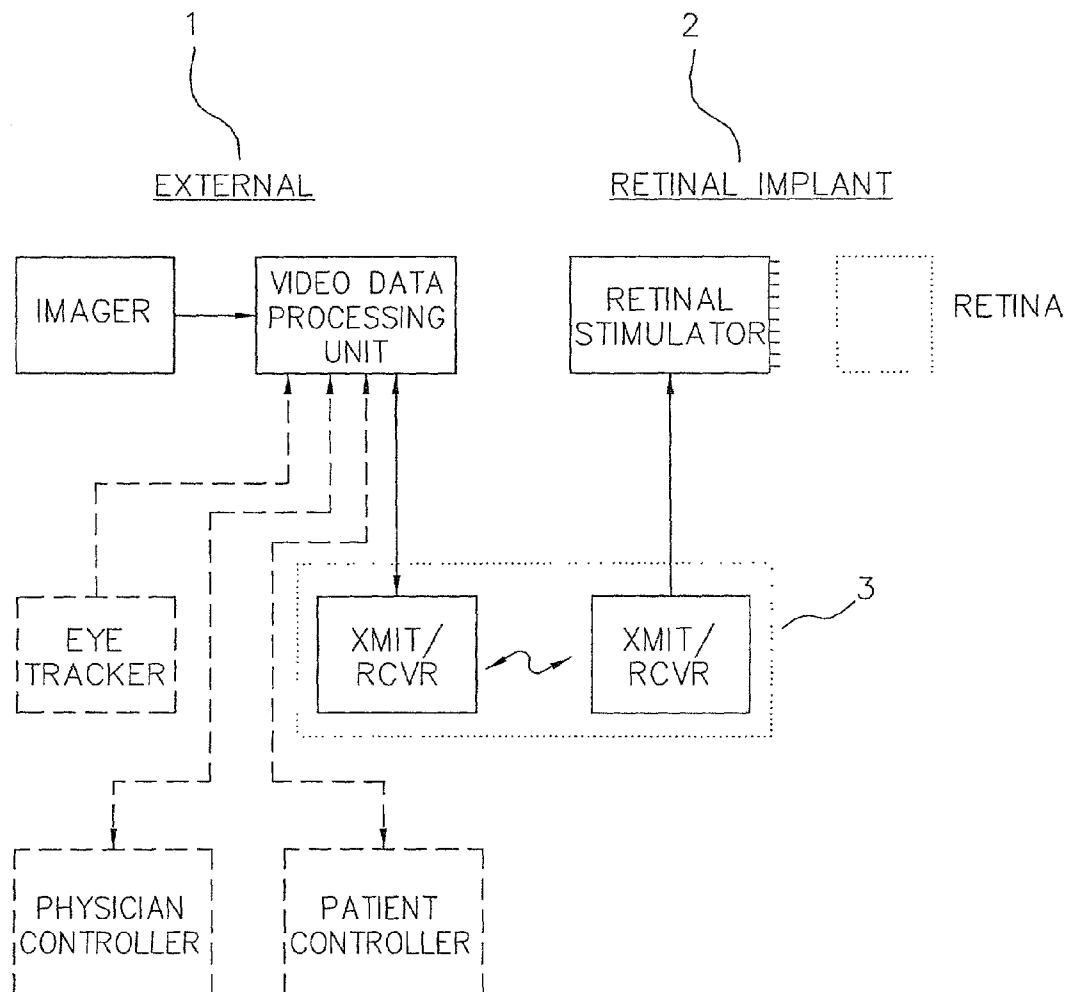 1
2
EXTERNAL
RETINAL IMPLANT
IMAGER
VIDEO DATA
PROCESSING
UNIT
RETINAL
STIMULATOR
RETINA
EYE
TRACKER
XMIT/
RCVR
XMIT/
RCVR
3
PHYSICIAN
CONTROLLER
PATIENT
CONTROLLER